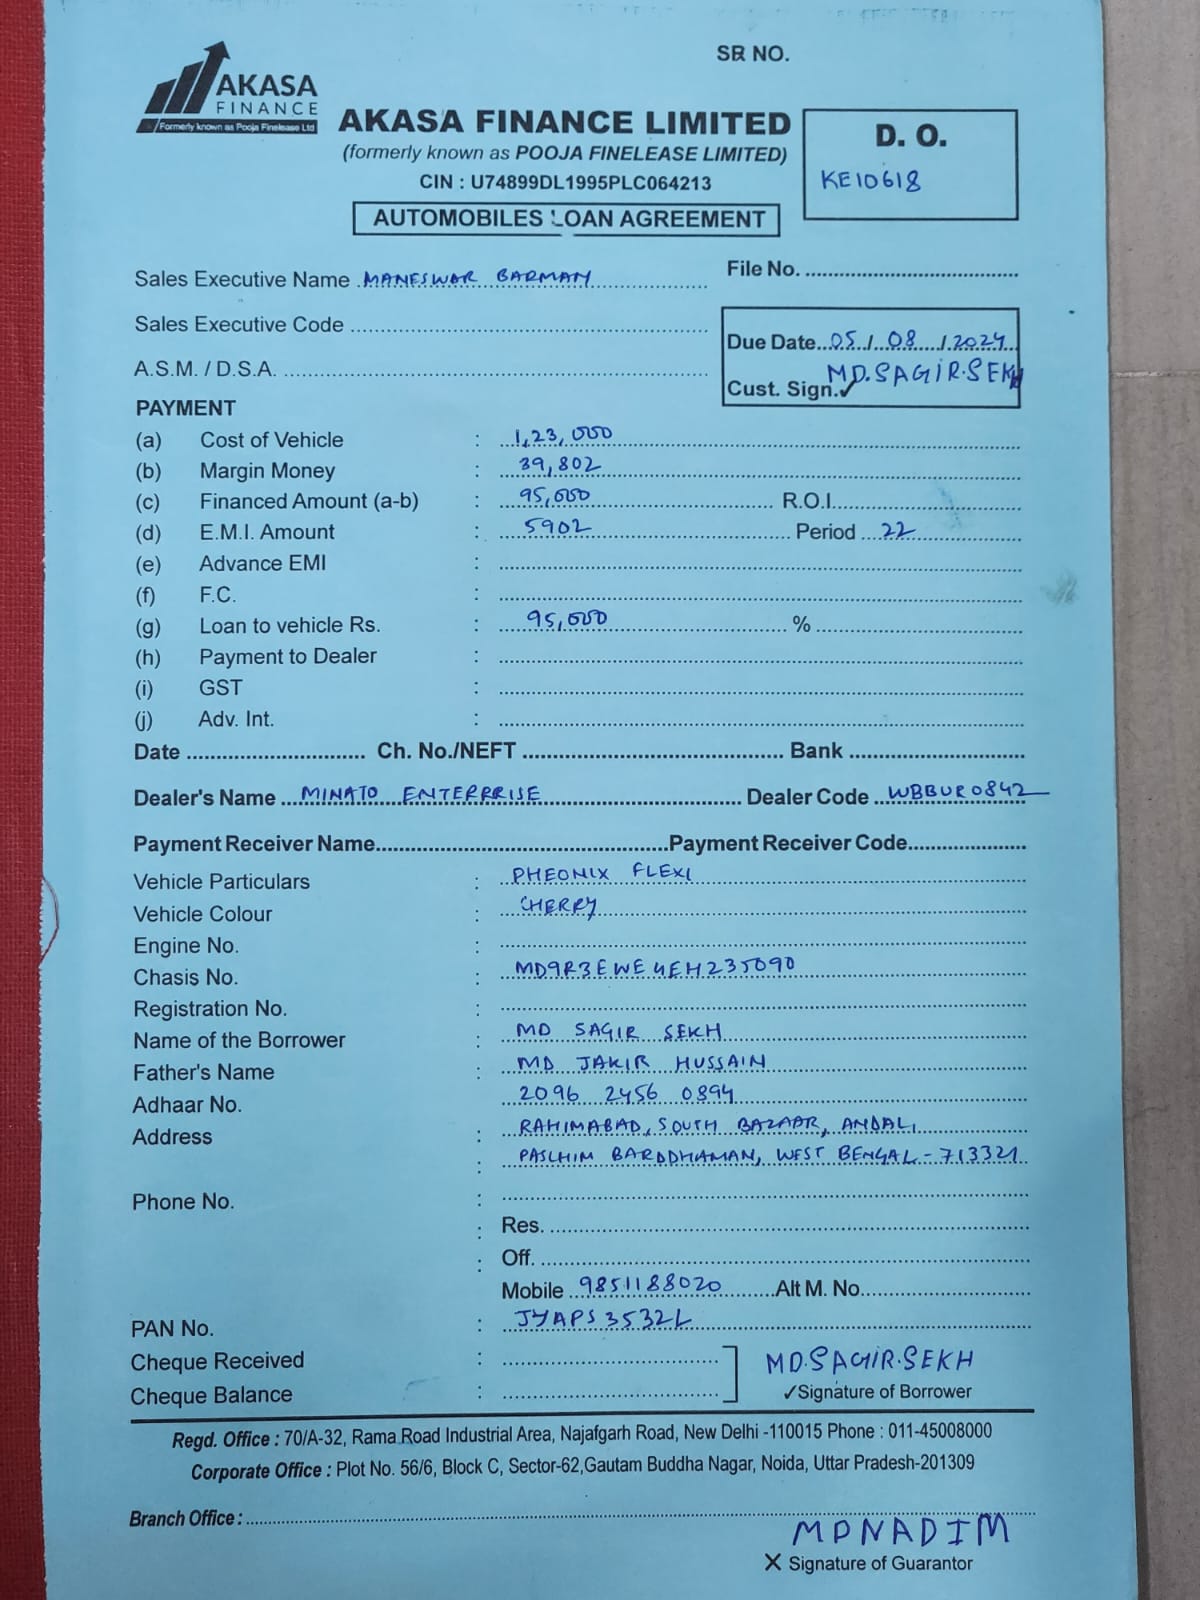 SR NO.
AKASA
FINANCE
Formerly known as Pooja Finelease Ltd
AKASA FINANCE LIMITED
(formerly known as POOJA FINELEASE LIMITED)
CIN : U74899DL1995PLC064213
AUTOMOBILES LOAN AGREEMENT
D. O.
KE10618
Sales Executive Name MANESWAR BARMAN
File No.
Sales Executive Code
A.S.M. / D.S.A.
Due Date 05 / 08 / 2024
Cust. Sign. ✓ MD.SAGIR.SEKH
PAYMENT
(a) Cost of Vehicle : 1,23,000
(b) Margin Money : 39,802
(c) Financed Amount (a-b) : 95,000 R.O.I.
(d) E.M.I. Amount : 5902 Period 22
(e) Advance EMI :
(f) F.C. :
(g) Loan to vehicle Rs. : 95,000 %
(h) Payment to Dealer :
(i) GST :
(j) Adv. Int. :
Date Ch. No./NEFT Bank
Dealer's Name MINATO ENTERPRISE Dealer Code WBBUR0842
Payment Receiver Name Payment Receiver Code
Vehicle Particulars : PHEONIX FLEXI
Vehicle Colour : CHERRY
Engine No. :
Chasis No. : MD9R3EWE4EH235090
Registration No. :
Name of the Borrower : MD SAGIR SEKH
Father's Name : MD JAKIR HUSSAIN
Adhaar No. 2096 2456 0894
Address : RAHIMABAD, SOUTH BAZAAR, ANDAL,
: PASCHIM BARDDHAMAN, WEST BENGAL - 713321
Phone No. :
: Res.
: Off.
Mobile 9851188020 Alt M. No.
PAN No. : JYAPS3532L
Cheque Received :
Cheque Balance :
MD.SAGIR.SEKH
✓Signature of Borrower
Regd. Office : 70/A-32, Rama Road Industrial Area, Najafgarh Road, New Delhi -110015 Phone : 011-45008000
Corporate Office : Plot No. 56/6, Block C, Sector-62,Gautam Buddha Nagar, Noida, Uttar Pradesh-201309
Branch Office :
MDNADIM
X Signature of Guarantor